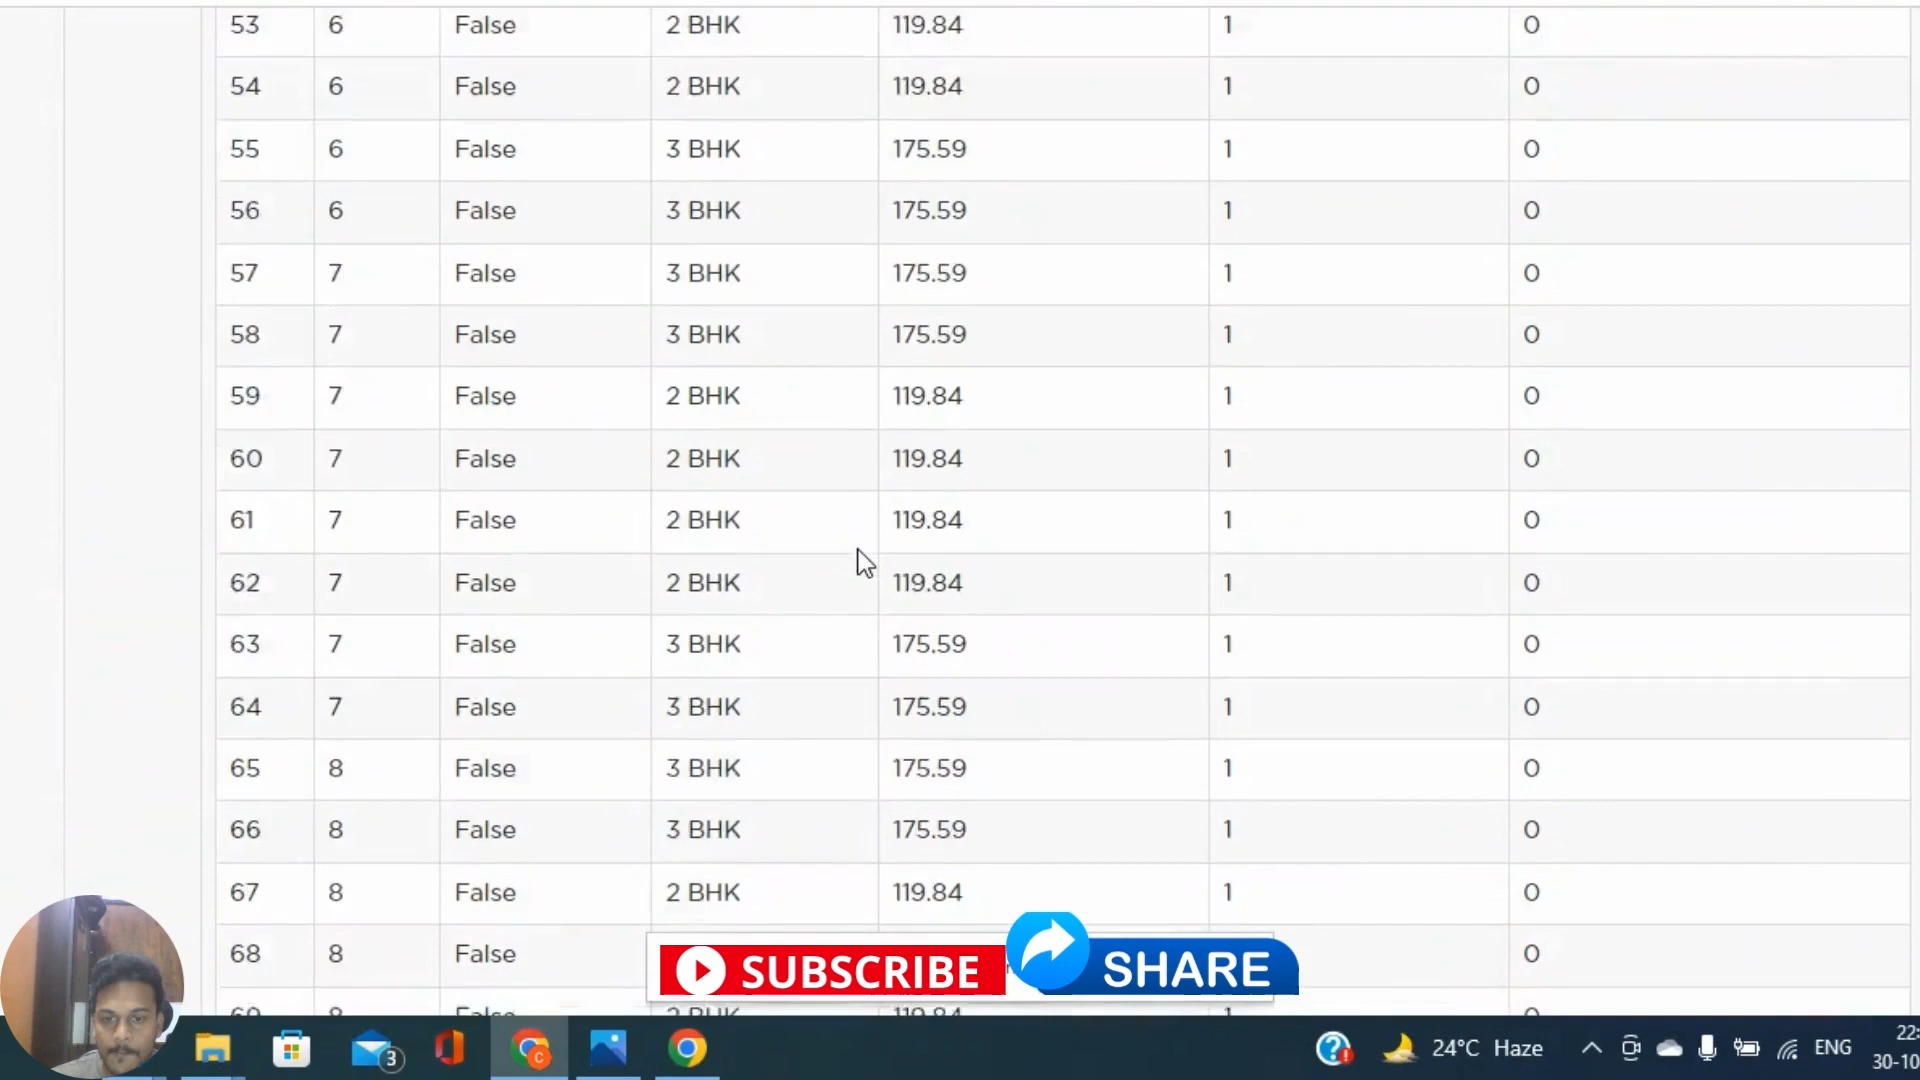 53 6 False 2 BHK 119.84 1 0
54 6 False 2 BHK 119.84 1 0
55 6 False 3 BHK 175.59 1 0
56 6 False 3 BHK 175.59 1 0
57 7 False 3 BHK 175.59 1 0
58 7 False 3 BHK 175.59 1 0
59 7 False 2 BHK 119.84 1 0
60 7 False 2 BHK 119.84 1 0
61 7 False 2 BHK 119.84 1 0
62 7 False 2 BHK 119.84 1 0
63 7 False 3 BHK 175.59 1 0
64 7 False 3 BHK 175.59 1 0
65 8 False 3 BHK 175.59 1 0
66 8 False 3 BHK 175.59 1 0
67 8 False 2 BHK 119.84 1 0
68 8 False 0
SUBSCRIBE SHARE
3 24°C Haze ENG